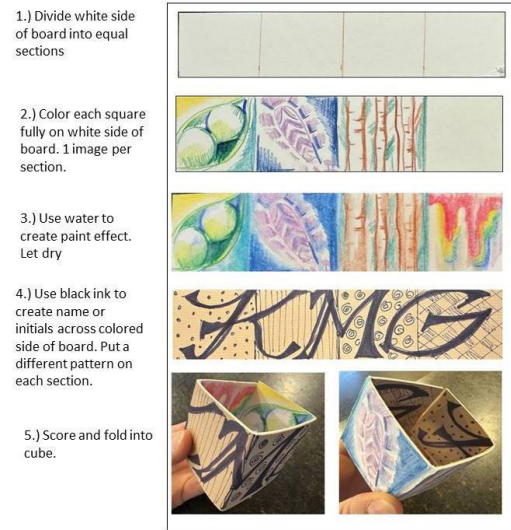 1.) Divide white side
of board into equal
sections
2.) Color each square
fully on white side of
board. 1 image per
section.
3.) Use water to
create paint effect.
Let dry
4.) Use black ink to
create name or
initials across colored
side of board. Put a
different pattern on
each section.
KMG
5.) Score and fold into
cube.